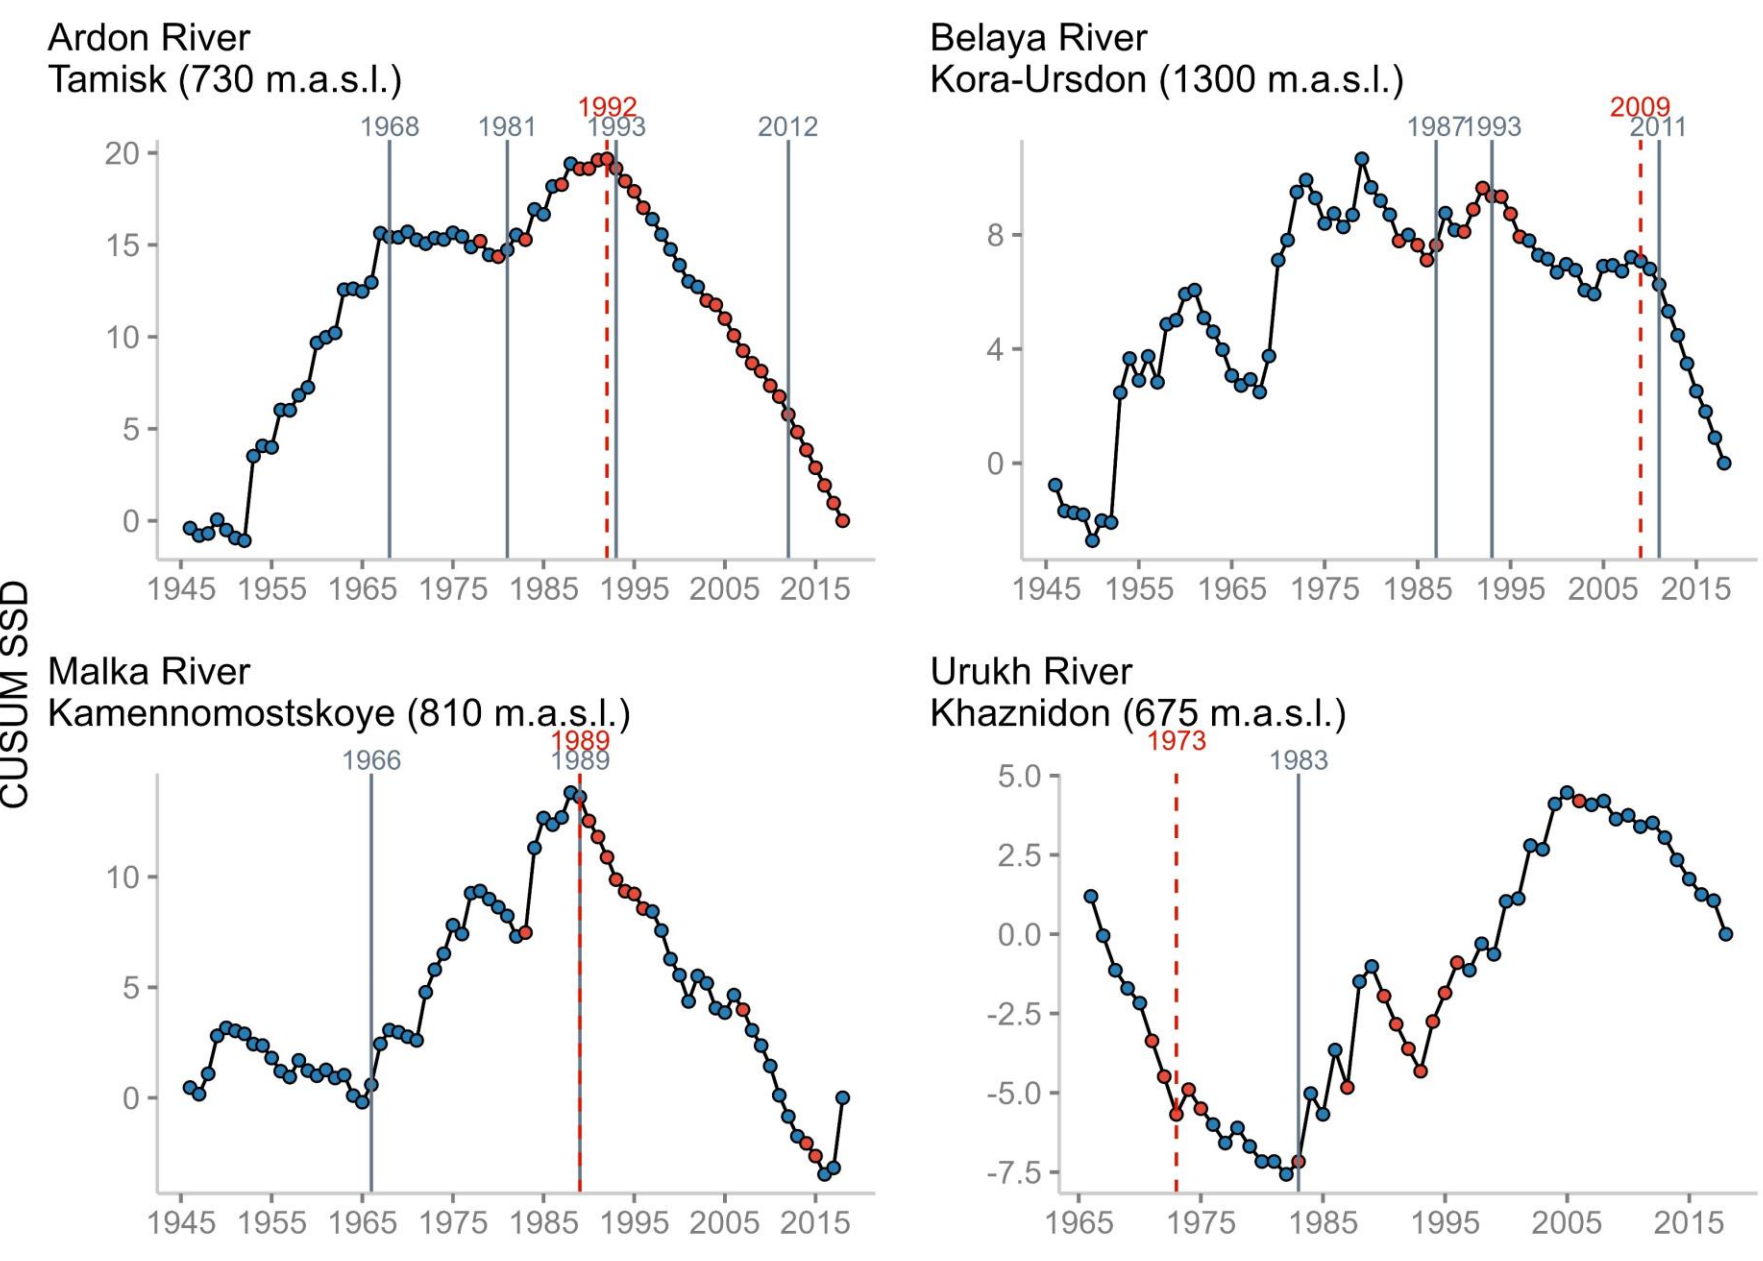 Ardon River
Tamisk (730 m.a.s.l.)
1992
1968 1981 1993 2012
20
15
10
5
0
1945 1955 1965 1975 1985 1995 2005 2015
Belaya River
Kora-Ursdon (1300 m.a.s.l.)
2009
1987 1993 2011
8
4
0
1945 1955 1965 1975 1985 1995 2005 2015
CUSUM SSD
Malka River
Kamennomostskoye (810 m.a.s.l.)
1989
1966 1989
10
5
0
1945 1955 1965 1975 1985 1995 2005 2015
Urukh River
Khaznidon (675 m.a.s.l.)
1973
1983
5.0
2.5
0.0
-2.5
-5.0
-7.5
1965 1975 1985 1995 2005 2015